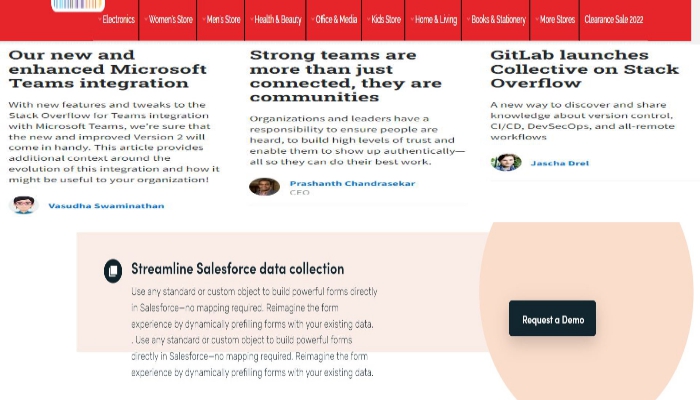 Electronics Women's Store Men's Store Health & Beauty Office & Media Kids Store Home & Living Books & Stationery More Stores Clearance Sale 2022
Our new and
enhanced Microsoft
Teams integration
With new features and tweaks to the
Stack Overflow for Teams integration
with Microsoft Teams, we're sure that
the new and improved Version 2 will
come in handy. This article provides
additional context around the
evolution of this integration and how it
might be useful to your organization!
Vasudha Swaminathan
Strong teams are
more than just
connected, they are
communities
Organizations and leaders have a
responsibility to ensure people are
heard, to build high levels of trust and
enable them to show up authentically—
all so they can do their best work.
Prashanth Chandrasekar
CEO
GitLab launches
Collective on Stack
Overflow
A new way to discover and share
knowledge about version control,
CI/CD, DevSecOps, and all-remote
workflows
Jascha Drel
Streamline Salesforce data collection
Use any standard or custom object to build powerful forms directly
in Salesforce—no mapping required. Reimagine the form
experience by dynamically prefilling forms with your existing data.
. Use any standard or custom object to build powerful forms
directly in Salesforce—no mapping required. Reimagine the form
experience by dynamically prefilling forms with your existing data.
Request a Demo